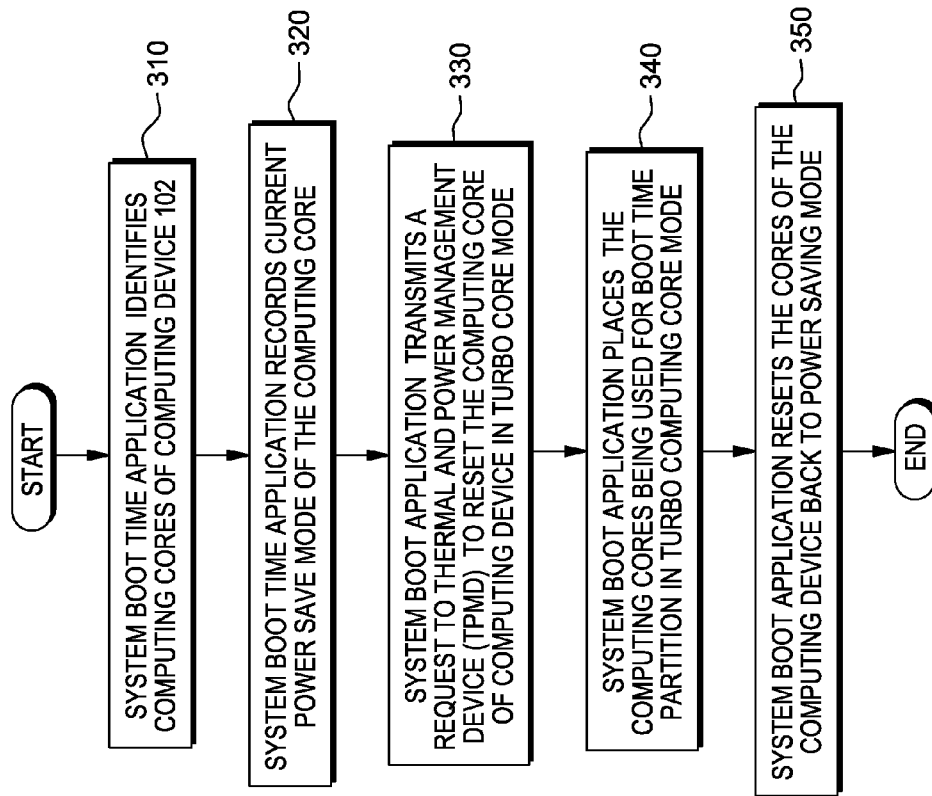 START
SYSTEM BOOT TIME APPLICATION IDENTIFIES
COMPUTING CORES OF COMPUTING DEVICE 102
310
SYSTEM BOOT TIME APPLICATION RECORDS CURRENT
POWER SAVE MODE OF THE COMPUTING CORE
320
SYSTEM BOOT APPLICATION TRANSMITS A
REQUEST TO THERMAL AND POWER MANAGEMENT
DEVICE (TPMD) TO RESET THE COMPUTING CORE
OF COMPUTING DEVICE IN TURBO CORE MODE
330
SYSTEM BOOT APPLICATION PLACES THE
COMPUTING CORES BEING USED FOR BOOT TIME
PARTITION IN TURBO COMPUTING CORE MODE
340
SYSTEM BOOT APPLICATION RESETS THE CORES OF THE
COMPUTING DEVICE BACK TO POWER SAVING MODE
350
END